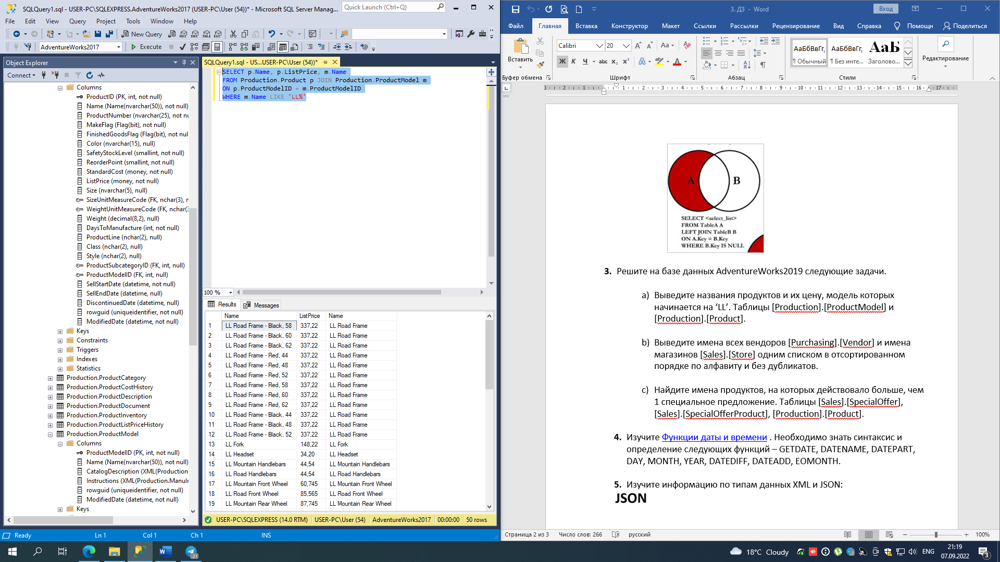 SQLQuery1.sql - USER-PC\SQLEXPRESS.AdventureWorks2017 (USER-PC\User (54))* - Microsoft SQL Server Manag...
Quick Launch (Ctrl+Q)
File Edit View Query Project Tools Window Help
New Query
AdventureWorks2017
Execute
Object Explorer
Connect
Columns
ProductID (PK, int, not null)
Name (Name(nvarchar(50)), not null)
ProductNumber (nvarchar(25), not nu
MakeFlag (Flag(bit), not null)
FinishedGoodsFlag (Flag(bit), not nul
Color (nvarchar(15), null)
SafetyStockLevel (smallint, not null)
ReorderPoint (smallint, not null)
StandardCost (money, not null)
ListPrice (money, not null)
Size (nvarchar(5), null)
SizeUnitMeasureCode (FK, nchar(3), n
WeightUnitMeasureCode (FK, nchar(3
Weight (decimal(8,2), null)
DaysToManufacture (int, not null)
ProductLine (nchar(2), null)
Class (nchar(2), null)
Style (nchar(2), null)
ProductSubcategoryID (FK, int, null)
ProductModelID (FK, int, null)
SellStartDate (datetime, not null)
SellEndDate (datetime, null)
DiscontinuedDate (datetime, null)
rowguid (uniqueidentifier, not null)
ModifiedDate (datetime, not null)
Keys
Constraints
Triggers
Indexes
Statistics
Production.ProductCategory
Production.ProductCostHistory
Production.ProductDescription
Production.ProductDocument
Production.ProductInventory
Production.ProductListPriceHistory
Production.ProductModel
Columns
ProductModelID (PK, int, not null)
Name (Name(nvarchar(50)), not null)
CatalogDescription (XML(Production
Instructions (XML(Production.ManuIn
rowguid (uniqueidentifier, not null)
ModifiedDate (datetime, not null)
Keys
SQLQuery1.sql - US...USER-PC\User (54))*
SELECT p.Name, p.ListPrice, m.Name
FROM Production.Product p JOIN Production.ProductModel m
ON p.ProductModelID = m.ProductModelID
WHERE m.Name LIKE 'LL%'
100 %
Results Messages
Name ListPrice Name
1 LL Road Frame - Black, 58 337,22 LL Road Frame
2 LL Road Frame - Black, 60 337,22 LL Road Frame
3 LL Road Frame - Black, 62 337,22 LL Road Frame
4 LL Road Frame - Red, 44 337,22 LL Road Frame
5 LL Road Frame - Red, 48 337,22 LL Road Frame
6 LL Road Frame - Red, 52 337,22 LL Road Frame
7 LL Road Frame - Red, 58 337,22 LL Road Frame
8 LL Road Frame - Red, 60 337,22 LL Road Frame
9 LL Road Frame - Red, 62 337,22 LL Road Frame
10 LL Road Frame - Black, 44 337,22 LL Road Frame
11 LL Road Frame - Black, 48 337,22 LL Road Frame
12 LL Road Frame - Black, 52 337,22 LL Road Frame
13 LL Fork 148,22 LL Fork
14 LL Headset 34,20 LL Headset
15 LL Mountain Handlebars 44,54 LL Mountain Handlebars
16 LL Road Handlebars 44,54 LL Road Handlebars
17 LL Mountain Front Wheel 60,745 LL Mountain Front Wheel
18 LL Road Front Wheel 85,565 LL Road Front Wheel
19 LL Mountain Rear Wheel 87,745 LL Mountain Rear Wheel
USER-PC\SQLEXPRESS (14.0 RTM) USER-PC\User (54) AdventureWorks2017 00:00:00 50 rows
Ready Ln 1 Col 1 Ch 1 INS
3. ДЗ - Word
Вход
Файл Главная Вставка Конструктор Макет Ссылки Рассылки Рецензирование Вид Справка Помощн Поделиться
Вставить
Calibri 20
Aa
Ж К Ч abc x₂ x²
АаБбВвГг, АаБбВвГг, АаБ
¶ Обычный ¶ Без инте... Заголово...
Редактирование
Буфер обмена Шрифт Абзац Стили
3 2 1 1 2 3 4 5 6 7 8 9 10 11 12 13 14 15 16 17
A B
SELECT <select_list>
FROM TableA A
LEFT JOIN TableB B
ON A.Key = B.Key
WHERE B.Key IS NULL
3. Решите на базе данных AdventureWorks2019 следующие задачи.
a) Выведите названия продуктов и их цену, модель которых
начинается на ‘LL’. Таблицы [Production].[ProductModel] и
[Production].[Product].
b) Выведите имена всех вендоров [Purchasing].[Vendor] и имена
магазинов [Sales].[Store] одним списком в отсортированном
порядке по алфавиту и без дубликатов.
c) Найдите имена продуктов, на которых действовало больше, чем
1 специальное предложение. Таблицы [Sales].[SpecialOffer],
[Sales].[SpecialOfferProduct], [Production].[Product].
4. Изучите Функции даты и времени . Необходимо знать синтаксис и
определение следующих функций – GETDATE, DATENAME, DATEPART,
DAY, MONTH, YEAR, DATEDIFF, DATEADD, EOMONTH.
5. Изучите информацию по типам данных XML и JSON:
JSON
Страница 2 из 3 Число слов: 266 русский 100%
18°C Cloudy ENG 21:19
07.09.2022